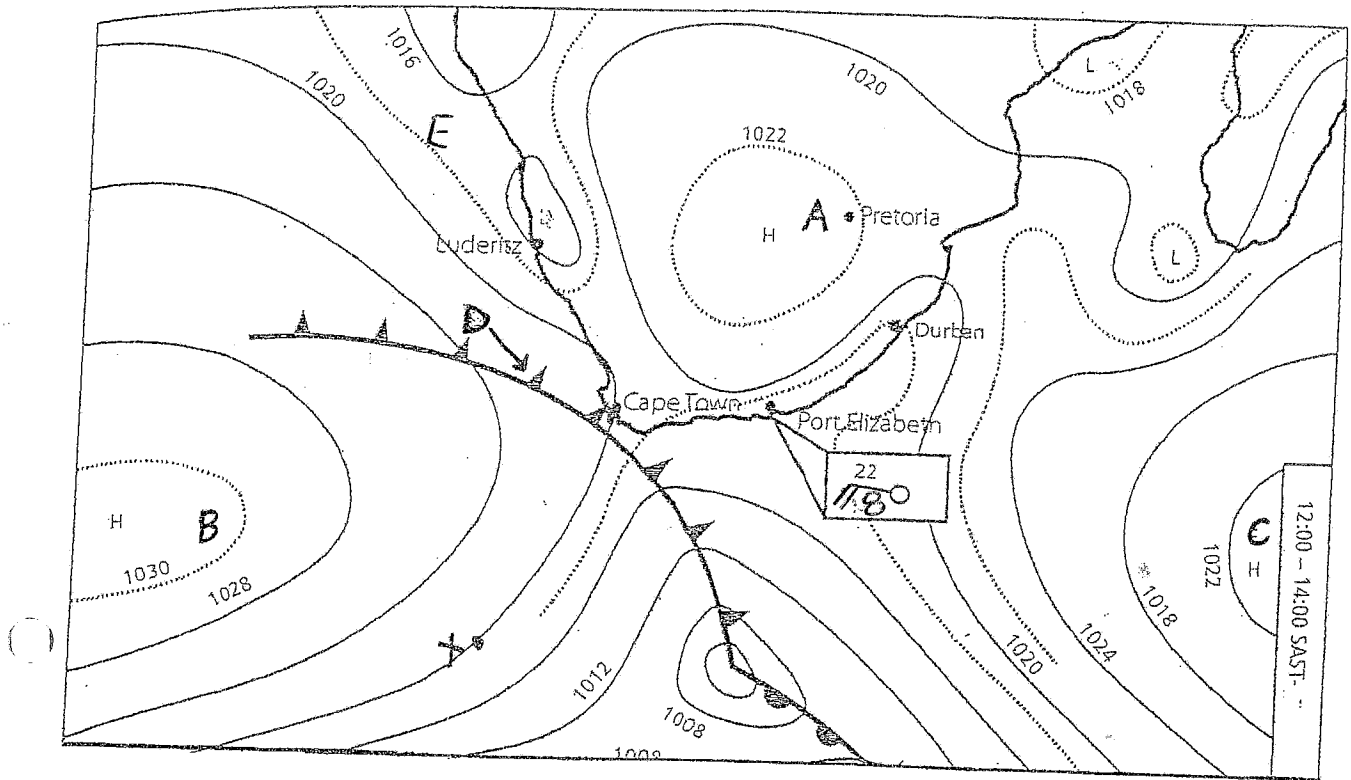 1016
1020
E
1020
L
1018
1022
A
Pretoria
H
Luderitz
L
D
Durban
Cape Town
Port Elizabeth
22
18
H
B
1030
1028
C
H
1022
1018
1024
1020
X
1012
1008
12:00 – 14:00 SAST